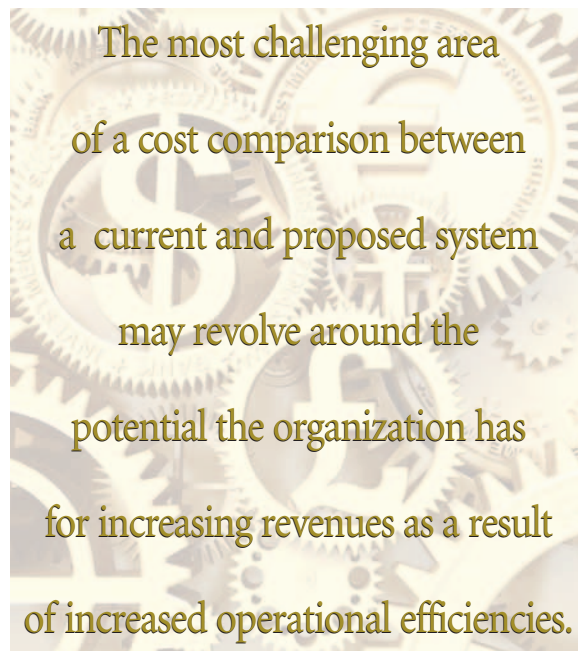 The most challenging area
of a cost comparison between
a  current and proposed system
may revolve around the
potential the organization has
for increasing revenues as a result
of increased operational efficiencies.